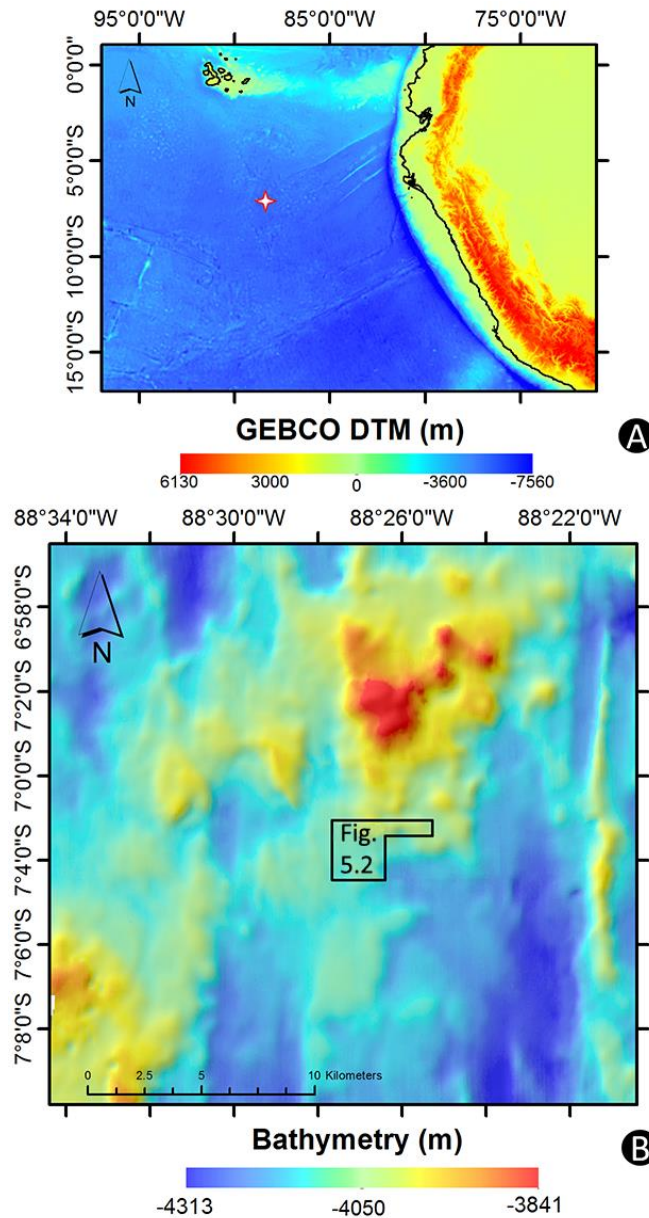 95°0'0"W 85°0'0"W 75°0'0"W
0°0'0"
5°0'0"S
10°0'0"S
15°0'0"S
N
GEBCO DTM (m)
A
6130 3000 0 -3600 -7560
88°34'0"W 88°30'0"W 88°26'0"W 88°22'0"W
6°58'0"S
7°2'0"S
7°0'0"S
7°4'0"S
7°6'0"S
7°8'0"S
N
Fig.
5.2
0 2.5 5 10 Kilometers
Bathymetry (m)
B
-4313 -4050 -3841